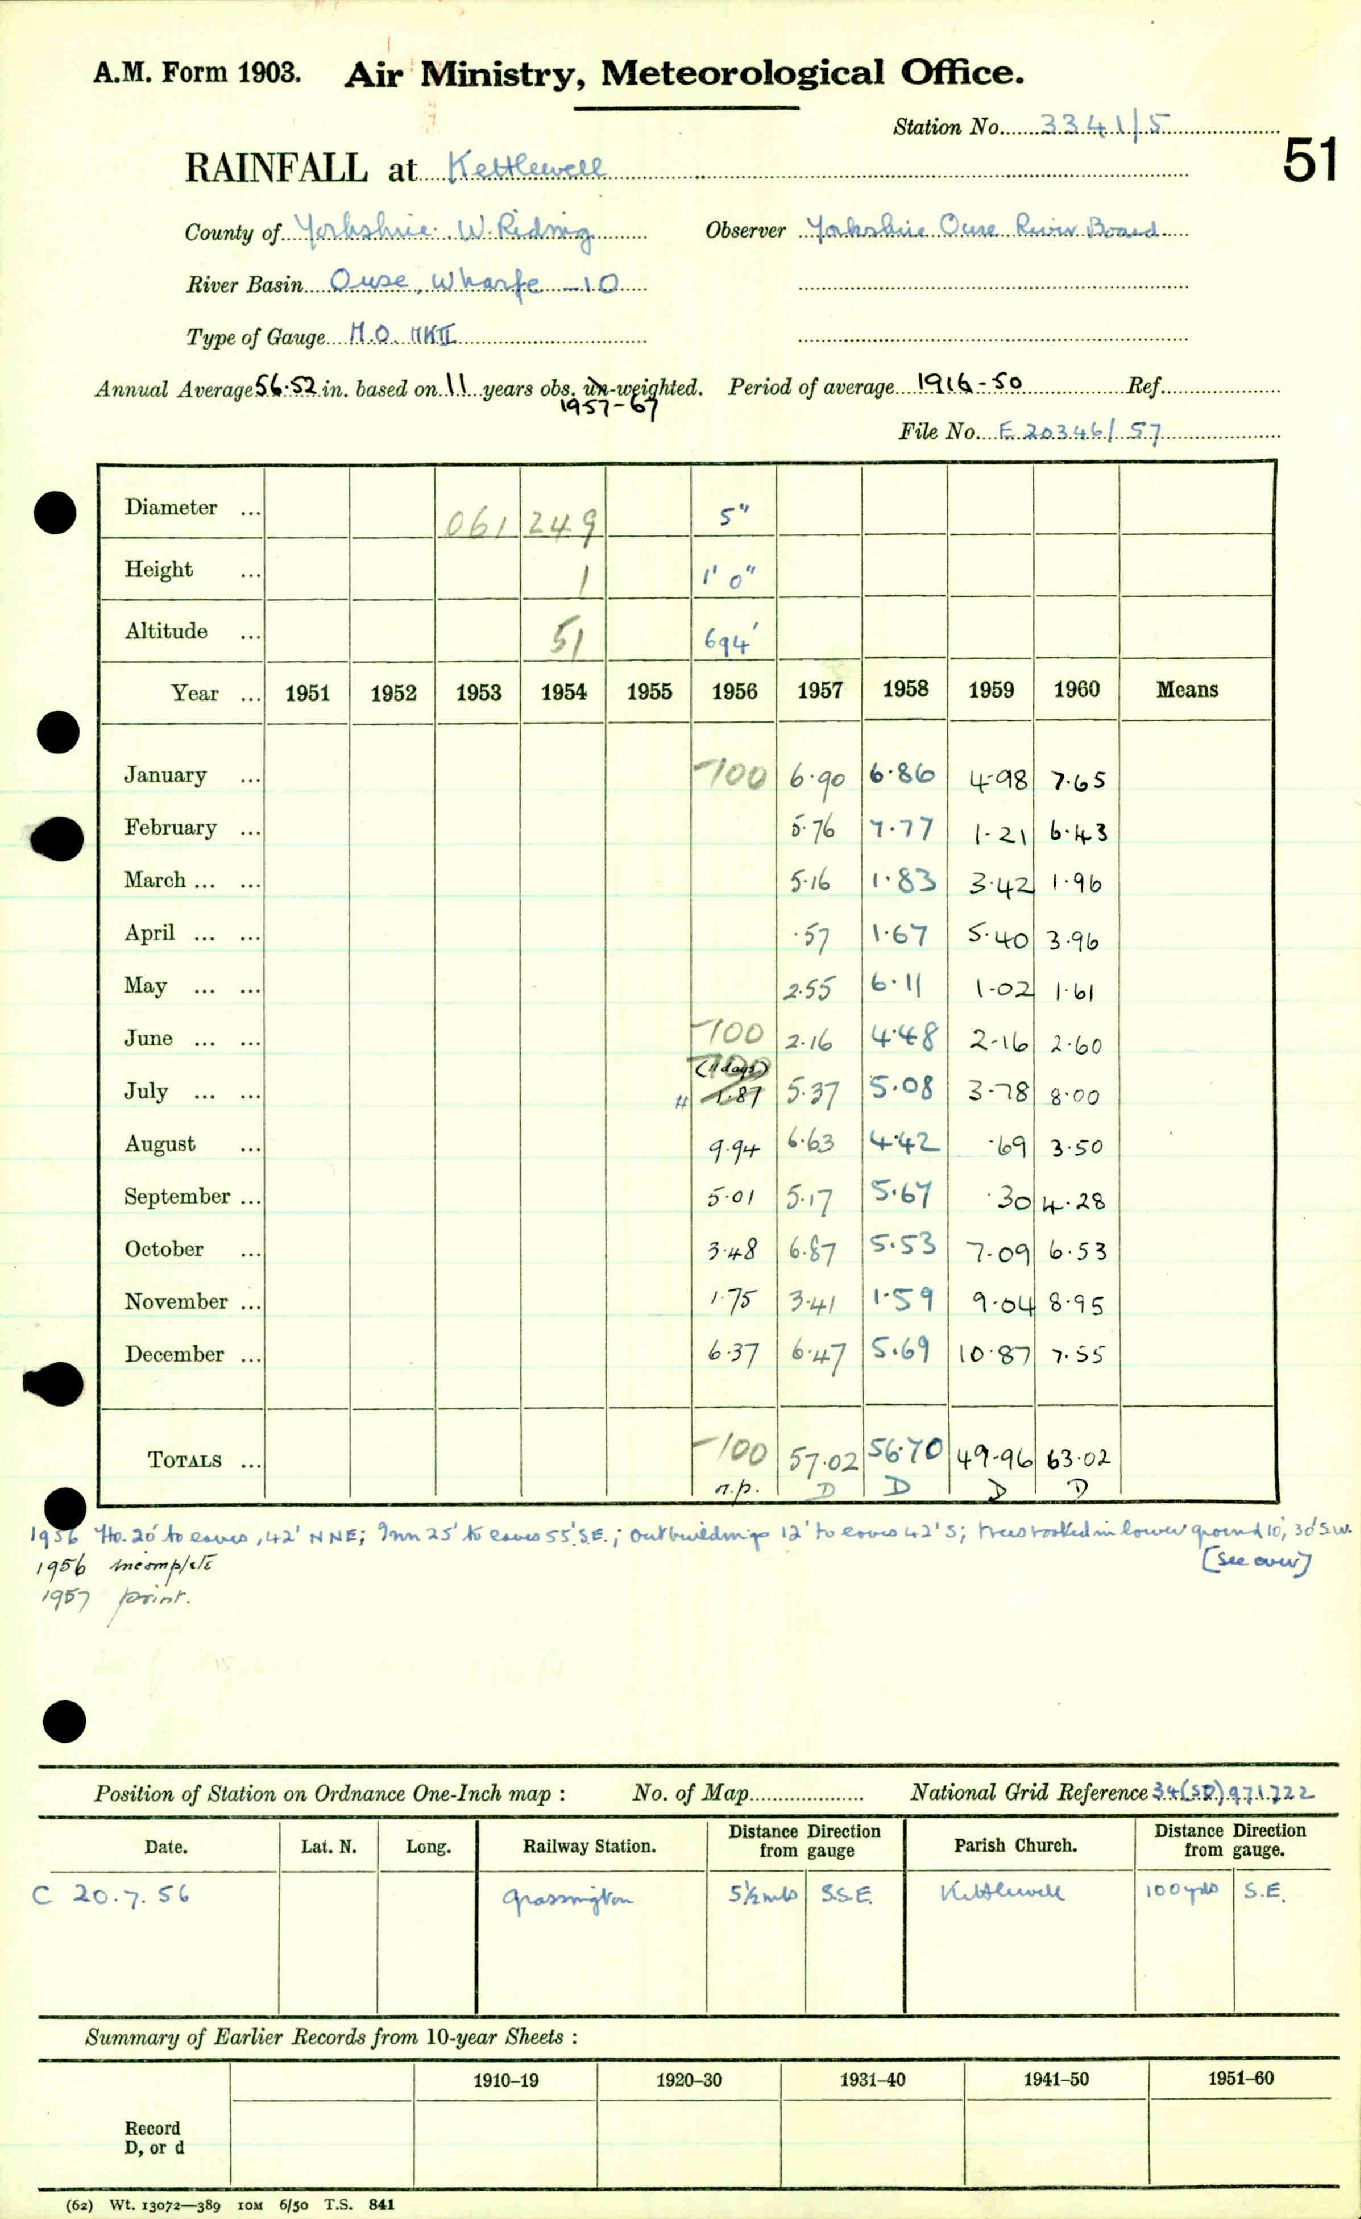 A.M. Form 1903. Air Ministry, Meteorological Office.
Station No. 3341/5
51
RAINFALL at Kettlewell
County of Yorkshire. W. Riding Observer Yorkshire Ouse River Board
River Basin Ouse, Wharfe -10
Type of Gauge M.O. MKII
Annual Average 56.52 in. based on 11 years obs. un-weighted. Period of average 1916-50 Ref.
1957-67
File No. E 20346/57
Diameter ... 061 249 5"
Height ... 1 1' 0"
Altitude ... 51 694'
Year ... 1951 1952 1953 1954 1955 1956 1957 1958 1959 1960 Means
January ... -100 6.90 6.86 4.98 7.65
February ... 5.76 7.77 1.21 6.43
March ... ... 5.16 1.83 3.42 1.96
April ... ... .57 1.67 5.40 3.96
May ... ... 2.55 6.11 1.02 1.61
June ... ... -100 2.16 4.48 2.16 2.60
-100 (11 days)
July ... ... # 1.87 5.37 5.08 3.78 8.00
August ... 9.94 6.63 4.42 .69 3.50
September ... 5.01 5.17 5.67 .30 4.28
October ... 3.48 6.87 5.53 7.09 6.53
November ... 1.75 3.41 1.59 9.04 8.95
December ... 6.37 6.47 5.69 10.87 7.55
TOTALS ... -100 57.02 56.70 49.96 63.02
n.p. D D D D
1956 Ho. 20' to eaves, 42' NNE; Inn 25' to eaves 55' S.E.; outbuildings 12' to eaves 42' S; trees rooted in lower ground 10', 30' S.W.
1956 incomplete [see over]
1957 print.
Position of Station on Ordnance One-Inch map : No. of Map National Grid Reference 34(SD)971722
Date. Lat. N. Long. Railway Station. Distance Direction from gauge Parish Church. Distance Direction from gauge.
C 20.7.56 Grassington 5½ mls S.S.E. Kettlewell 100 yds S.E.
Summary of Earlier Records from 10-year Sheets :
1910–19 1920–30 1931–40 1941–50 1951–60
Record
D, or d
(62) Wt. 13072—389 10M 6/50 T.S. 841